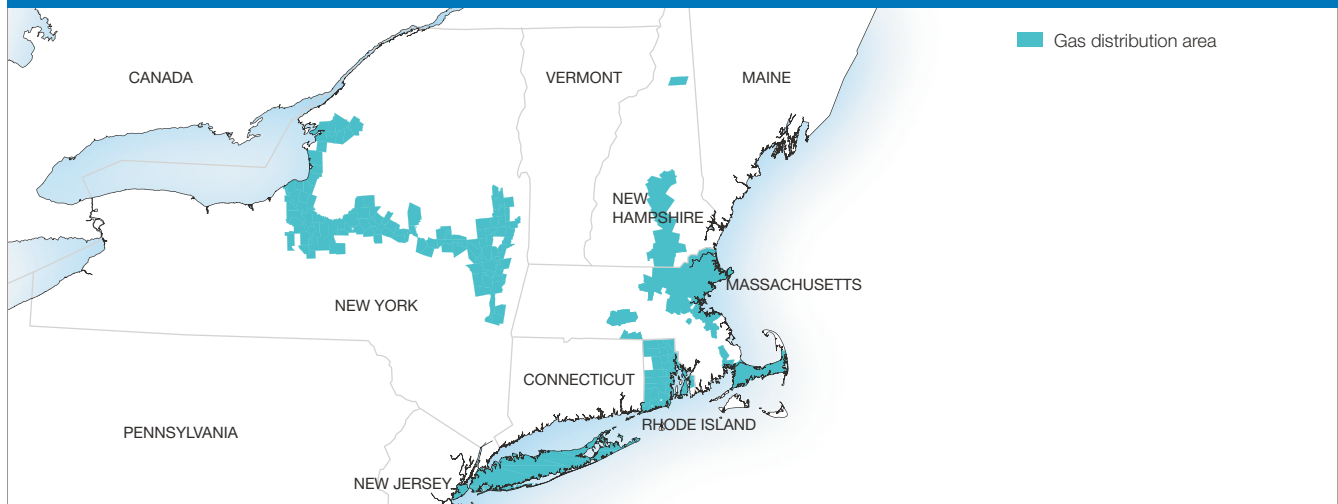 Gas distribution area
CANADA
VERMONT
MAINE
NEW
HAMPSHIRE
MASSACHUSETTS
NEW YORK
CONNECTICUT
RHODE ISLAND
PENNSYLVANIA
NEW JERSEY